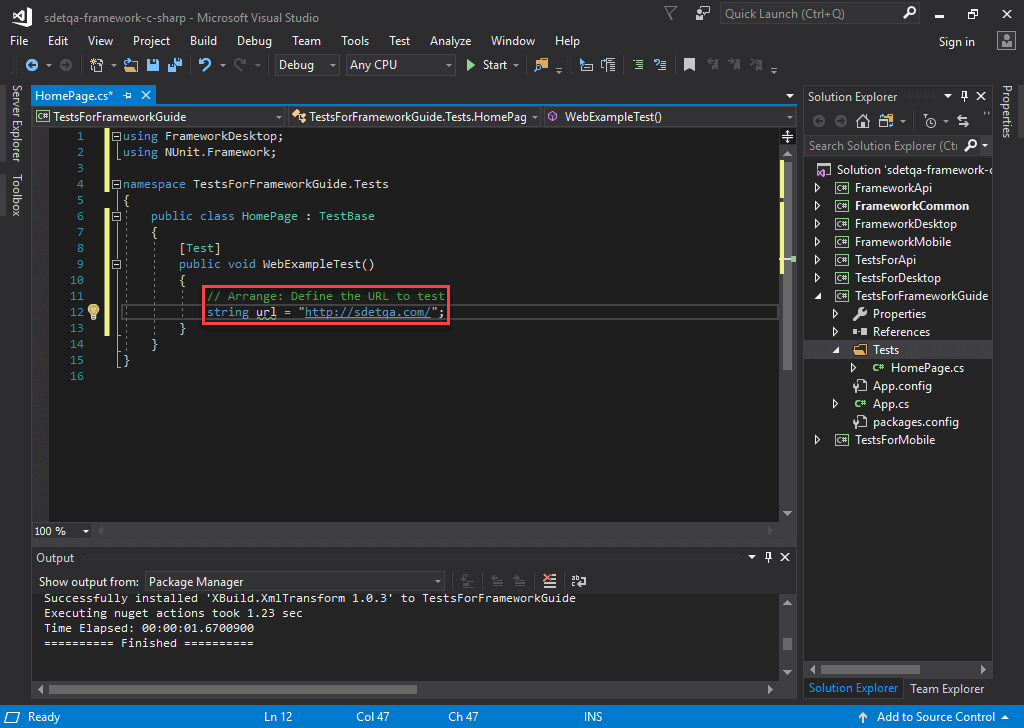 sdetqa-framework-c-sharp - Microsoft Visual Studio
Quick Launch (Ctrl+Q)
File Edit View Project Build Debug Team Tools Test Analyze Window Help
Sign in
Debug Any CPU Start
Server Explorer
Toolbox
HomePage.cs*
TestsForFrameworkGuide TestsForFrameworkGuide.Tests.HomePag WebExampleTest()
1 using FrameworkDesktop;
2 using NUnit.Framework;
3
4 namespace TestsForFrameworkGuide.Tests
5 {
6 public class HomePage : TestBase
7 {
8 [Test]
9 public void WebExampleTest()
10 {
11 // Arrange: Define the URL to test
12 string url = "http://sdetqa.com/";
13 }
14 }
15 }
16
100 %
Output
Show output from: Package Manager
Successfully installed 'XBuild.XmlTransform 1.0.3' to TestsForFrameworkGuide
Executing nuget actions took 1.23 sec
Time Elapsed: 00:00:01.6700900
========== Finished ==========
Solution Explorer
Search Solution Explorer (Ctr
Solution 'sdetqa-framework-c
C# FrameworkApi
C# FrameworkCommon
C# FrameworkDesktop
C# FrameworkMobile
C# TestsForApi
C# TestsForDesktop
C# TestsForFrameworkGuide
Properties
References
Tests
C# HomePage.cs
App.config
C# App.cs
packages.config
C# TestsForMobile
Solution Explorer Team Explorer
Properties
Ready Ln 12 Col 47 Ch 47 INS Add to Source Control